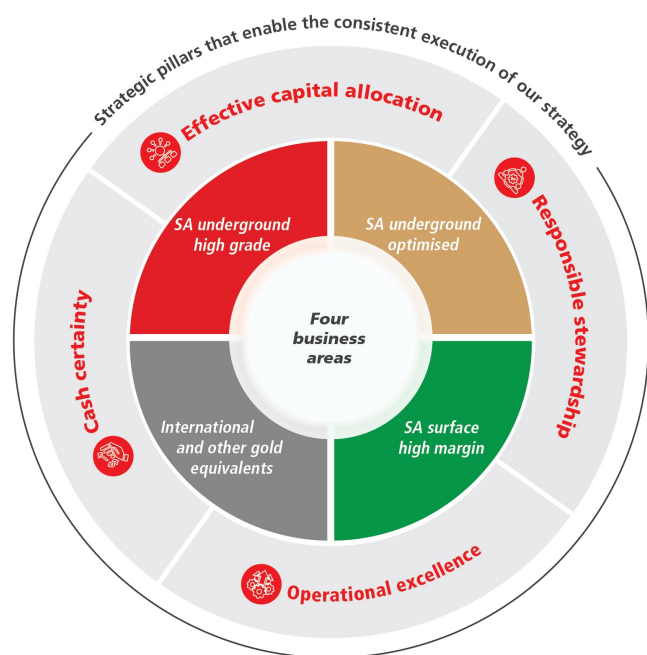 Strategic pillars that enable the consistent execution of our strategy
Effective capital allocation
Responsible stewardship
Operational excellence
Cash certainty
SA underground
high grade
SA underground
optimised
Four
business
areas
International
and other gold
equivalents
SA surface
high margin